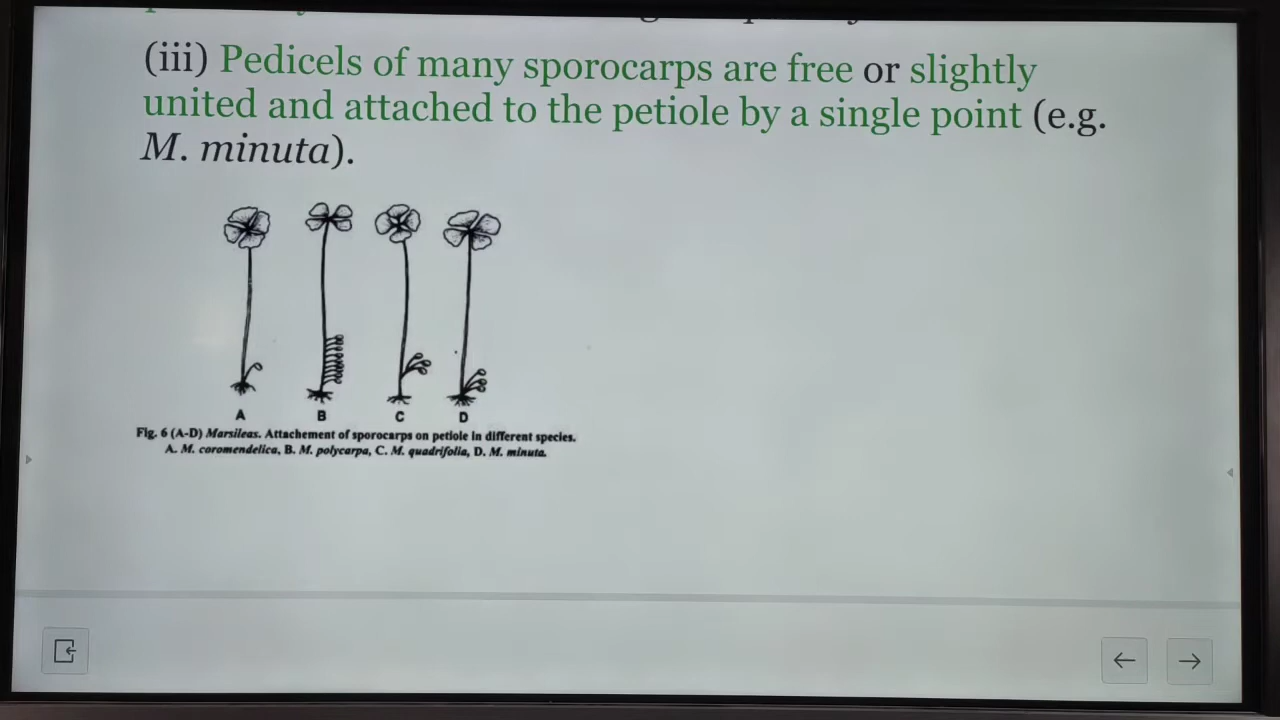 (iii) Pedicels of many sporocarps are free or slightly
united and attached to the petiole by a single point (e.g.
M. minuta).
A B C D
Fig. 6 (A-D) Marsileas. Attachement of sporocarps on petiole in different species.
A. M. coromendelica, B. M. polycarpa, C. M. quadrifolia, D. M. minuta.